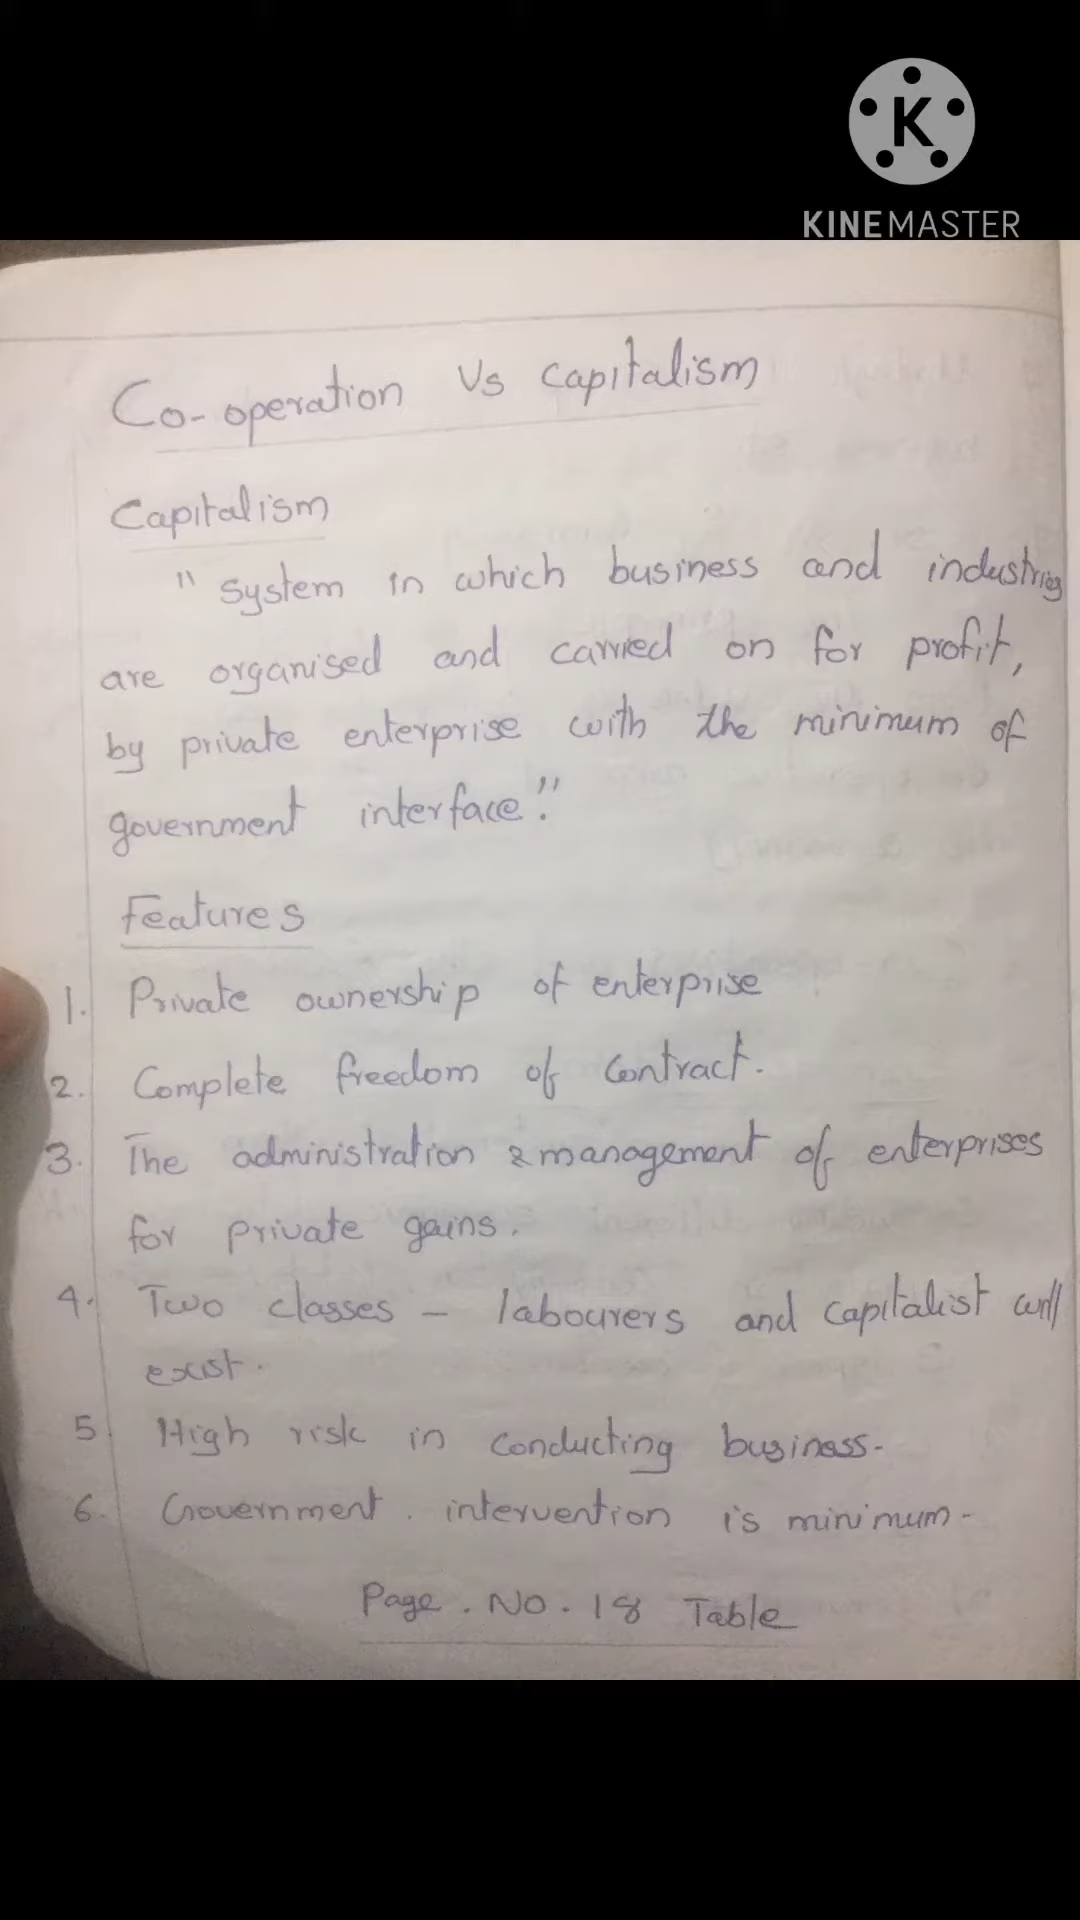 K
KINEMASTER
Co-operation Vs Capitalism
Capitalism
"System in which business and industries
are organised and carried on for profit,
by private enterprise with the minimum of
government interface."
Features
1. Private ownership of enterprise
2. Complete freedom of Contract.
3. The administration & management of enterprises
for private gains.
4. Two classes - labourers and capitalist will
exist.
5. High risk in conducting business-
6. Government. intervention is minimum-
Page. No. 18 Table